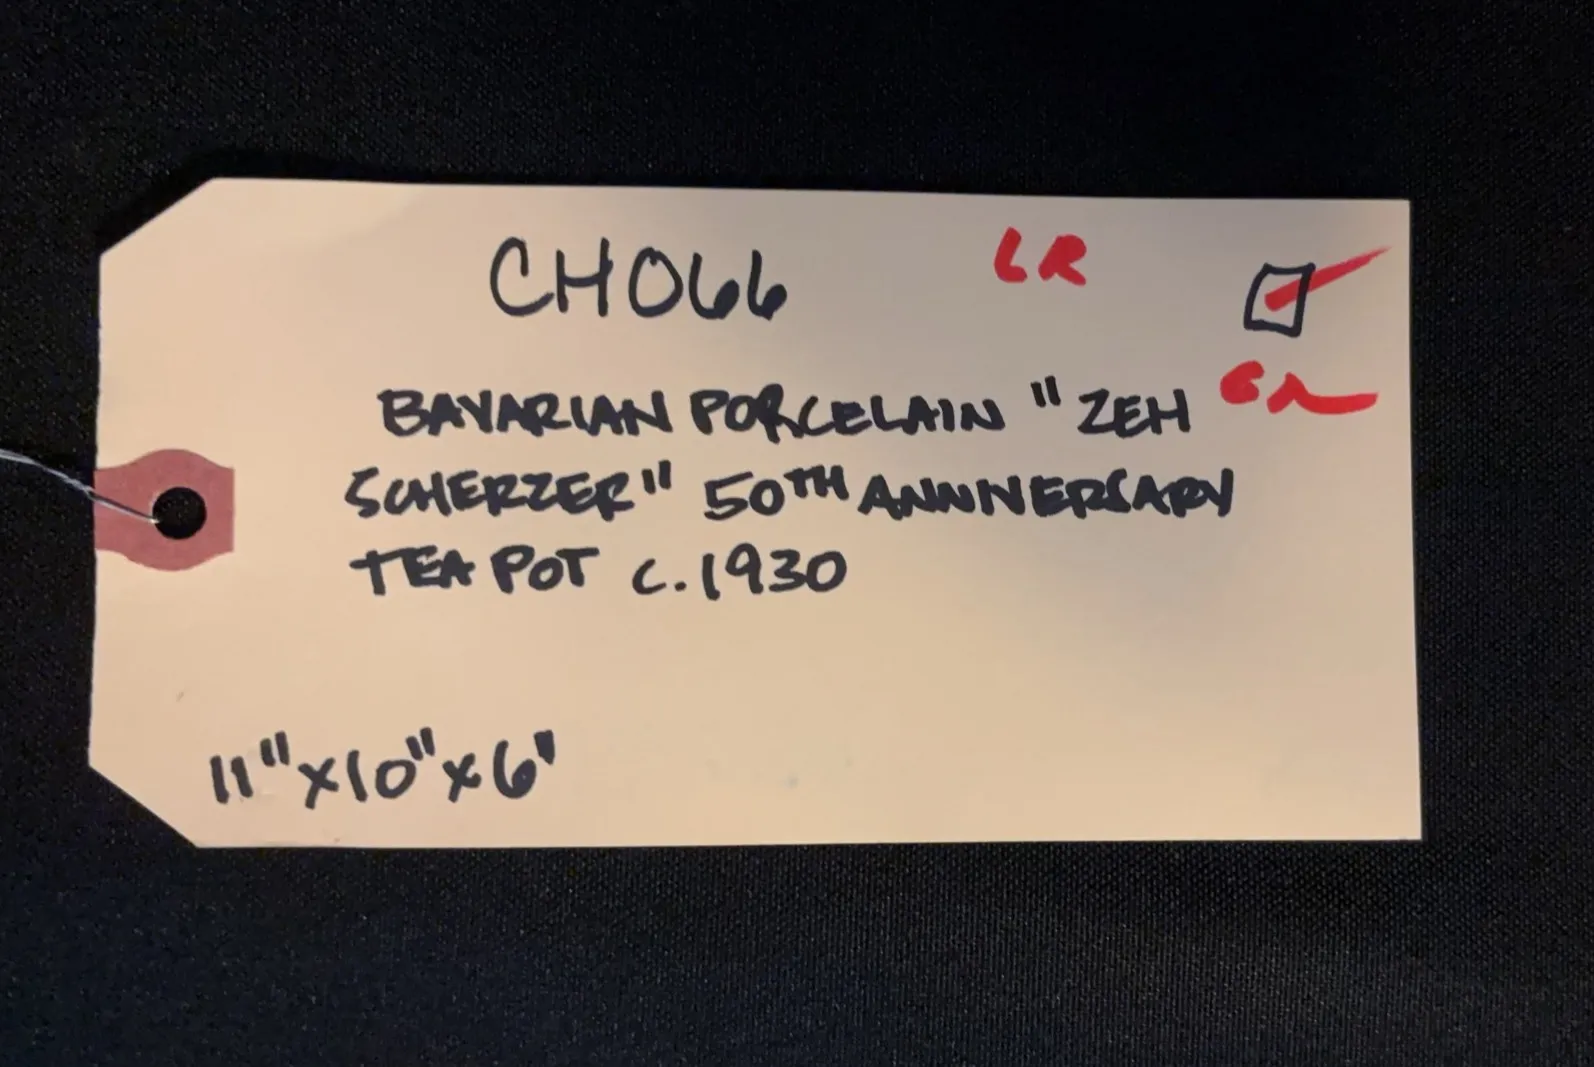 CH066 LR
BAVARIAN PORCELAIN "ZEH
SCHERZER" 50TH ANNIVERSARY
TEA POT c.1930
11"x10"x6"